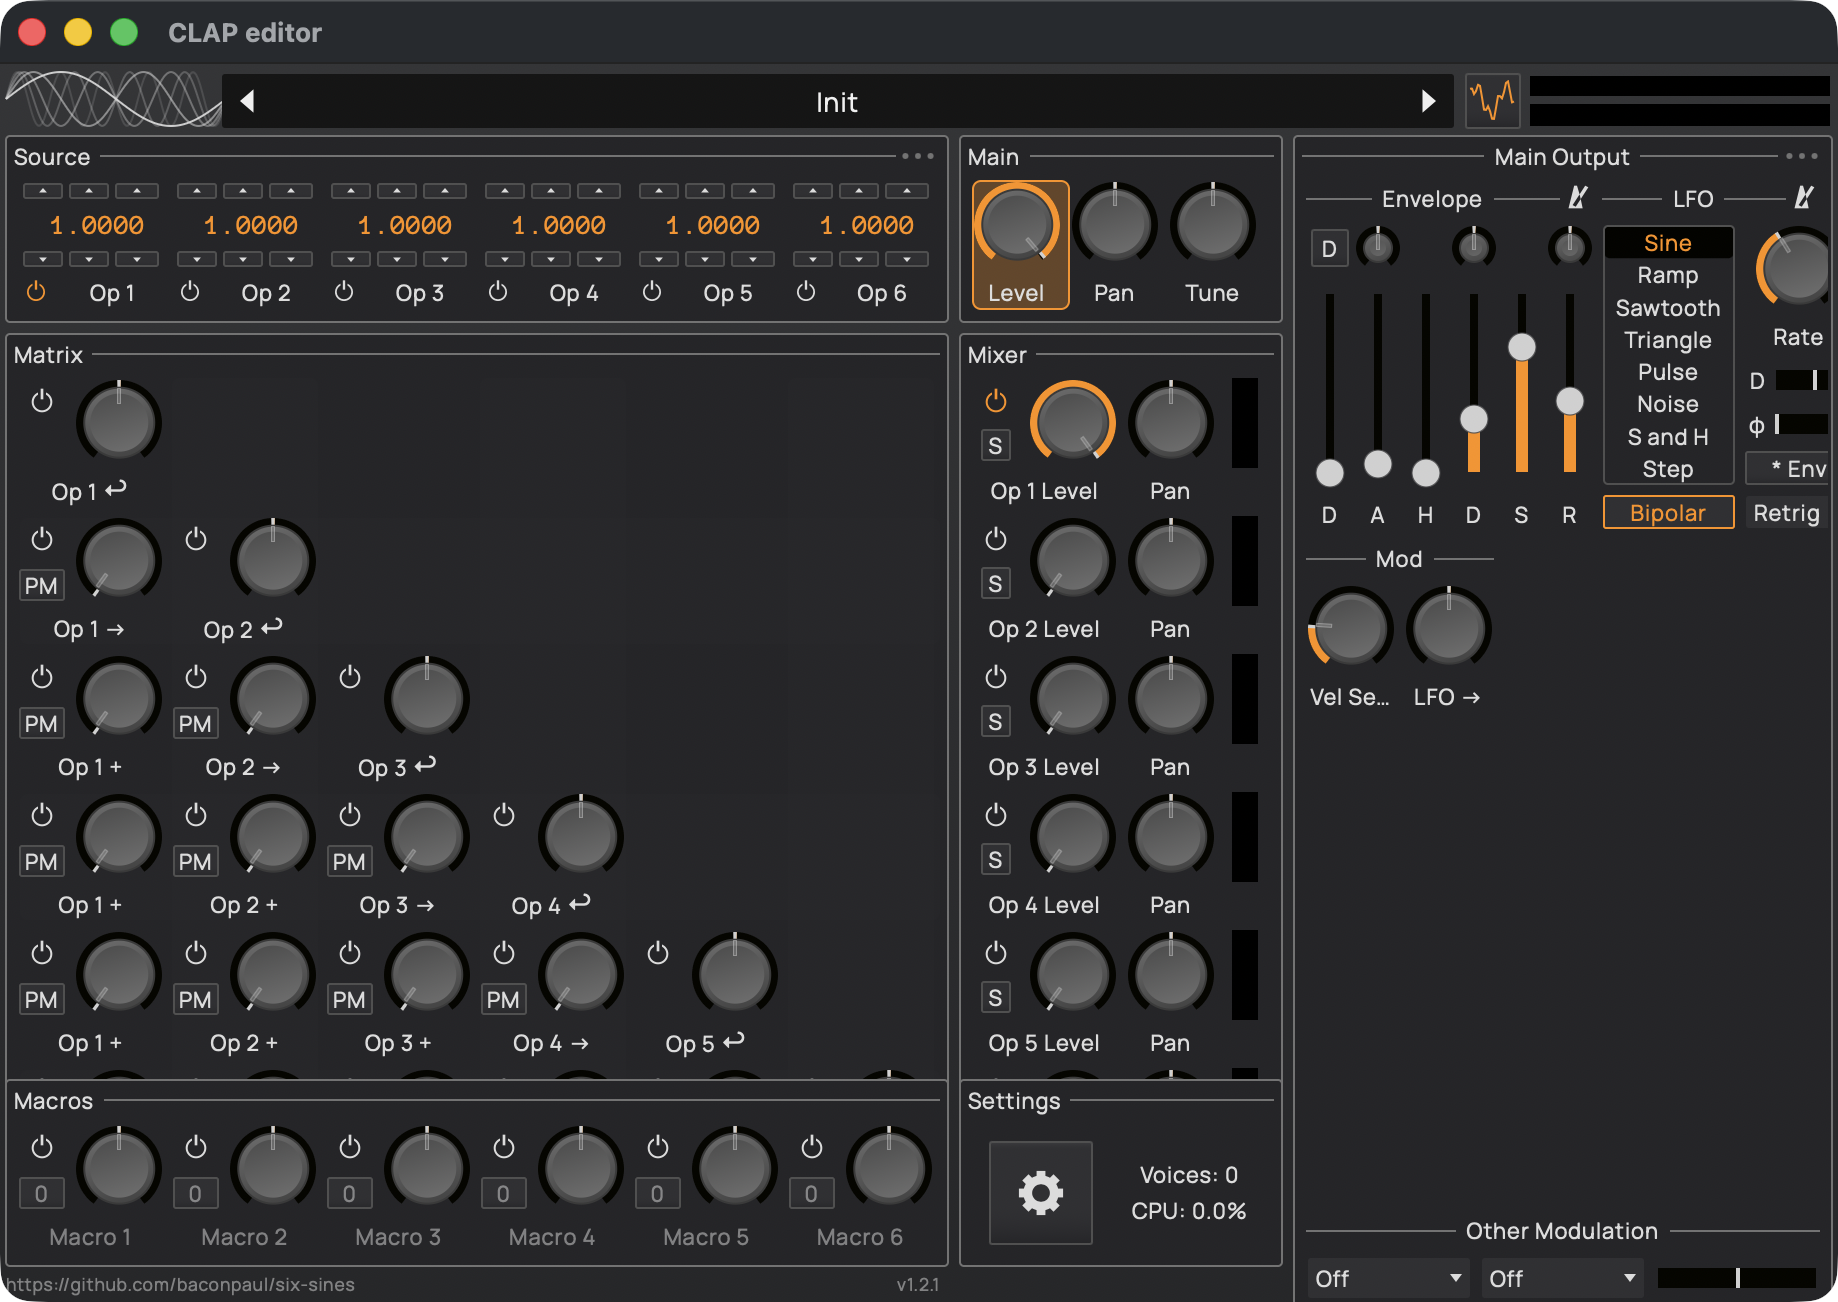 CLAP editor
Init
Source
1.0000 1.0000 1.0000 1.0000 1.0000 1.0000
Op 1 Op 2 Op 3 Op 4 Op 5 Op 6
Main
Level Pan Tune
Main Output
Envelope
LFO
D
Sine
Ramp
Sawtooth
Triangle
Pulse
Noise
S and H
Step
Bipolar
Rate
D
ϕ
* Env
Retrig
D A H D S R
Mod
Vel Se... LFO →
Matrix
Op 1 ↩
PM
Op 1 → Op 2 ↩
PM PM
Op 1 + Op 2 → Op 3 ↩
PM PM PM
Op 1 + Op 2 + Op 3 → Op 4 ↩
PM PM PM PM
Op 1 + Op 2 + Op 3 + Op 4 → Op 5 ↩
Mixer
S
Op 1 Level Pan
S
Op 2 Level Pan
S
Op 3 Level Pan
S
Op 4 Level Pan
S
Op 5 Level Pan
Macros
0 0 0 0 0 0
Macro 1 Macro 2 Macro 3 Macro 4 Macro 5 Macro 6
Settings
Voices: 0
CPU: 0.0%
Other Modulation
Off Off
https://github.com/baconpaul/six-sines
v1.2.1